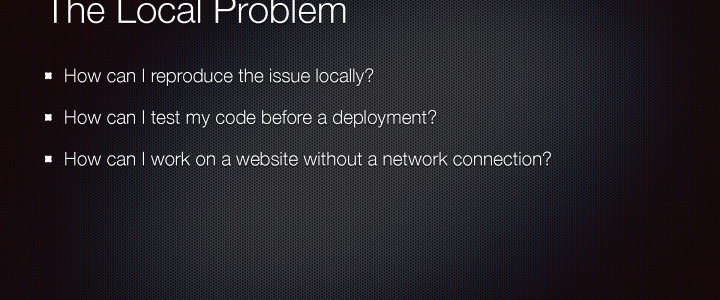 The Local Problem
How can I reproduce the issue locally?
How can I test my code before a deployment?
How can I work on a website without a network connection?